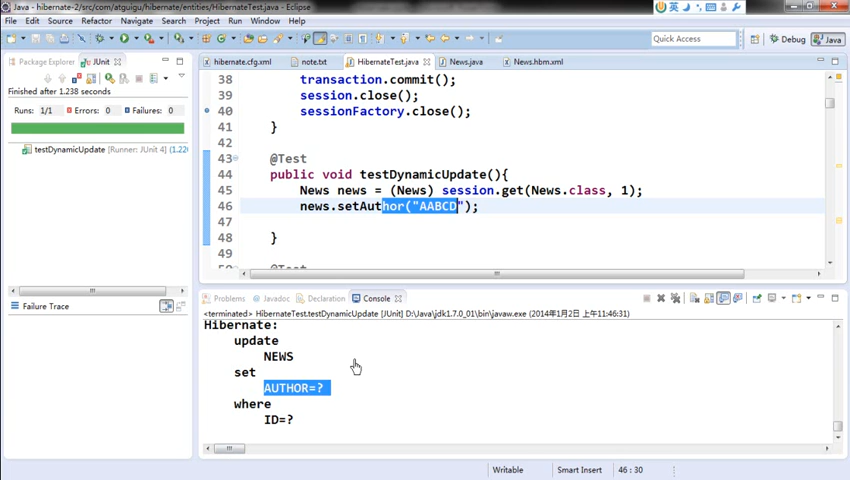 Java - hibernate-2/src/com/atguigu/hibernate/entities/HibernateTest.java - Eclipse
英
File Edit Source Refactor Navigate Search Project Run Window Help
Quick Access
Debug
Java
Package Explorer
JUnit
Finished after 1.238 seconds
Runs: 1/1
Errors: 0
Failures: 0
testDynamicUpdate [Runner: JUnit 4] (1.220
Failure Trace
hibernate.cfg.xml
note.txt
HibernateTest.java
News.java
News.hbm.xml
38 transaction.commit();
39 session.close();
40 sessionFactory.close();
41 }
42
43 @Test
44 public void testDynamicUpdate(){
45 News news = (News) session.get(News.class, 1);
46 news.setAuthor("AABCD");
47
48 }
49
@Test
Problems
Javadoc
Declaration
Console
<terminated> HibernateTest.testDynamicUpdate [JUnit] D:\Java\jdk1.7.0_01\bin\javaw.exe (2014年1月2日 上午11:46:31)
Hibernate:
update
NEWS
set
AUTHOR=?
where
ID=?
Writable
Smart Insert
46 : 30